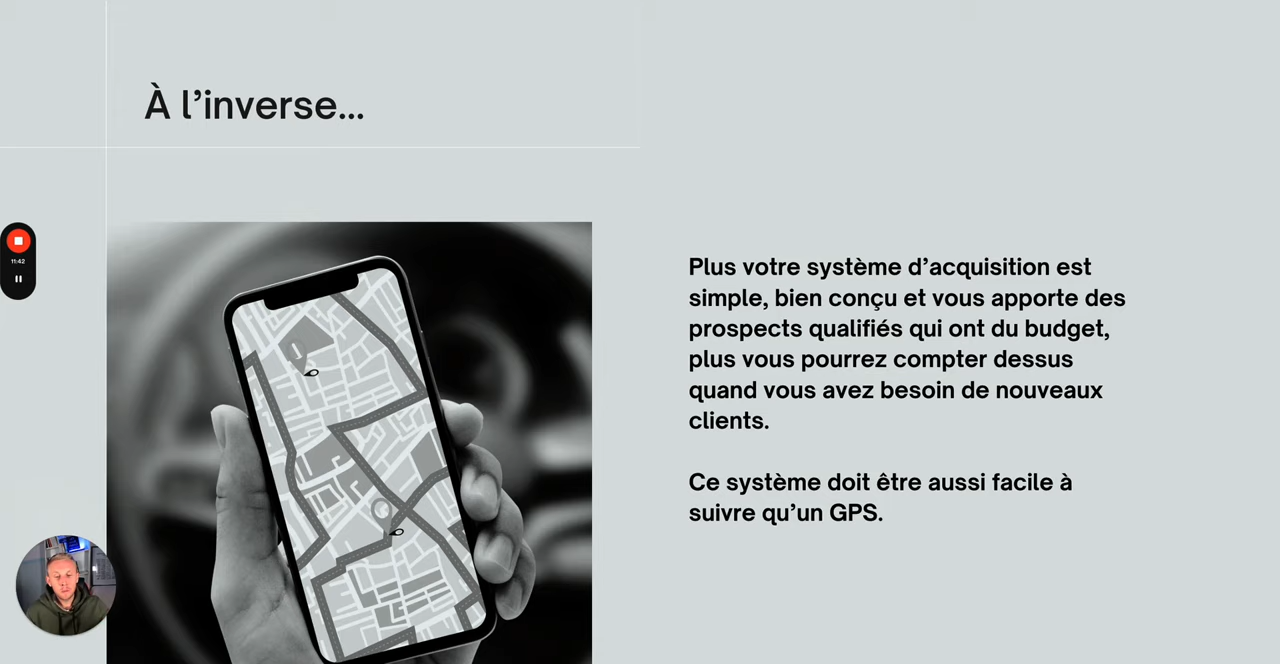 À l’inverse...
11:42
Plus votre système d’acquisition est
simple, bien conçu et vous apporte des
prospects qualifiés qui ont du budget,
plus vous pourrez compter dessus
quand vous avez besoin de nouveaux
clients.
Ce système doit être aussi facile à
suivre qu’un GPS.